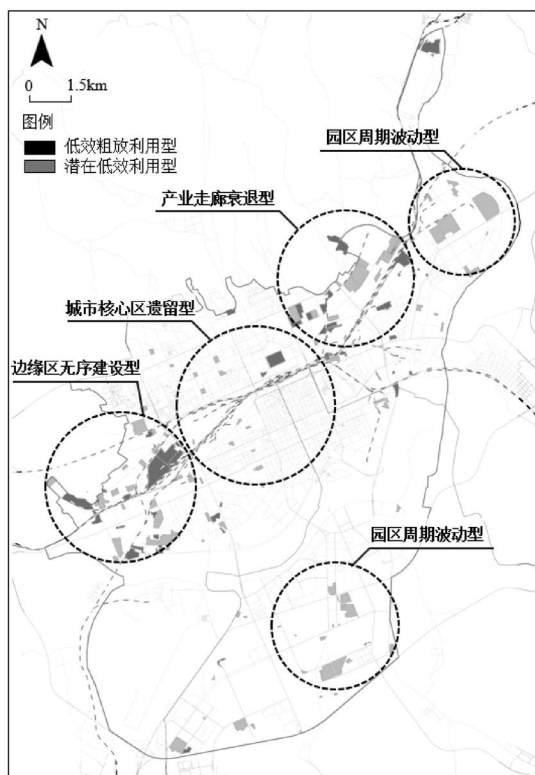 N
0 1.5km
图例
低效粗放利用型
潜在低效利用型
园区周期波动型
产业走廊衰退型
城市核心区遗留型
边缘区无序建设型
园区周期波动型